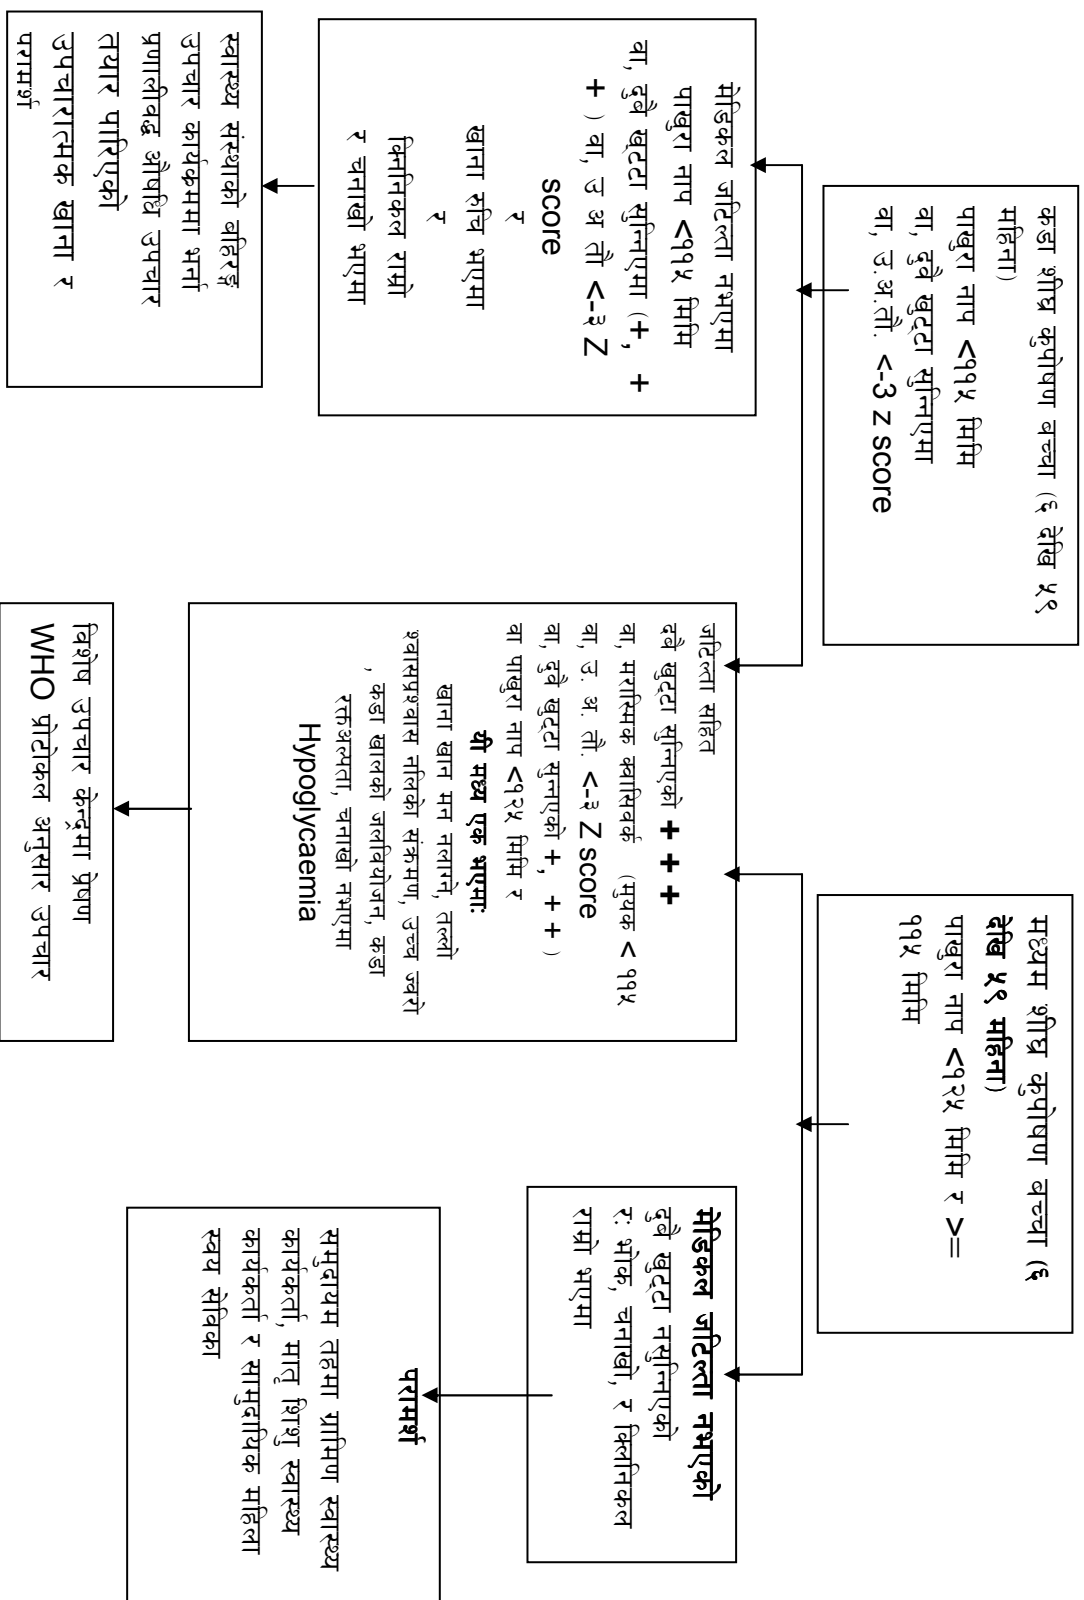 कडा शीघ्र कुपोषण बच्चा (६ देखि ५९
महिना)
पाखुरा नाप <११५ मिमि
वा, दुवै खुट्टा सुन्निएमा
वा, उ.अ.तौ. <-3 z score
मध्यम शीघ्र कुपोषण बच्चा (६
देखि ५९ महिना)
पाखुरा नाप <१२५ मिमि र >=
११५ मिमि
मेडिकल जटिल्ता नभएमा
पाखुरा नाप <११५ मिमि
वा, दुवै खुट्टा सुन्निएमा (+, +
+ ) वा, उ अ तौ <-३ Z
score
र
खाना रुचि भएमा
र
क्लिनिकल राम्रो
र चनाखो भएमा
जटिल्ता सहित
दुवै खुट्टा सुन्निएको + + +
वा, मरास्मिक क्वासिवर्क (मुयक < ११५
वा, उ. अ. तौ. <-३ Z score
वा, दुवै खुट्टा सुन्नएको +, + +)
वा पाखुरा नाप <१२५ मिमि र
यी मध्य एक भएमा:
खाना खान मन नलाग्ने, तल्लो
श्वासप्रश्वास नलिको संक्रमण, उच्च ज्वरो
, कडा खालको जलवियोजन, कडा
रक्तअल्पता, चनाखो नभएमा
Hypoglycaemia
मेडिकल जटिल्ता नभएको
दुवै खुट्टा नसुन्निएको
र: भोक, चनाखो, र क्लिनिकल
राम्रो भएमा
स्वास्थ्य संस्थाको बहिरङ्ग
उपचार कार्यक्रममा भर्ना
प्रणालीवद्ध औषधि उपचार
तयार पारिएको
उपचारात्मक खाना र
परामर्श
विशेष उपचार केन्द्रमा प्रेषण
WHO प्रोटोकल अनुसार उपचार
परामर्श
समुदायम तहमा ग्रामिण स्वास्थ्य
कार्यकर्ता, मातृ शिशु स्वास्थ्य
कार्यकर्ता र सामुदायिक महिला
स्वयं सेविका